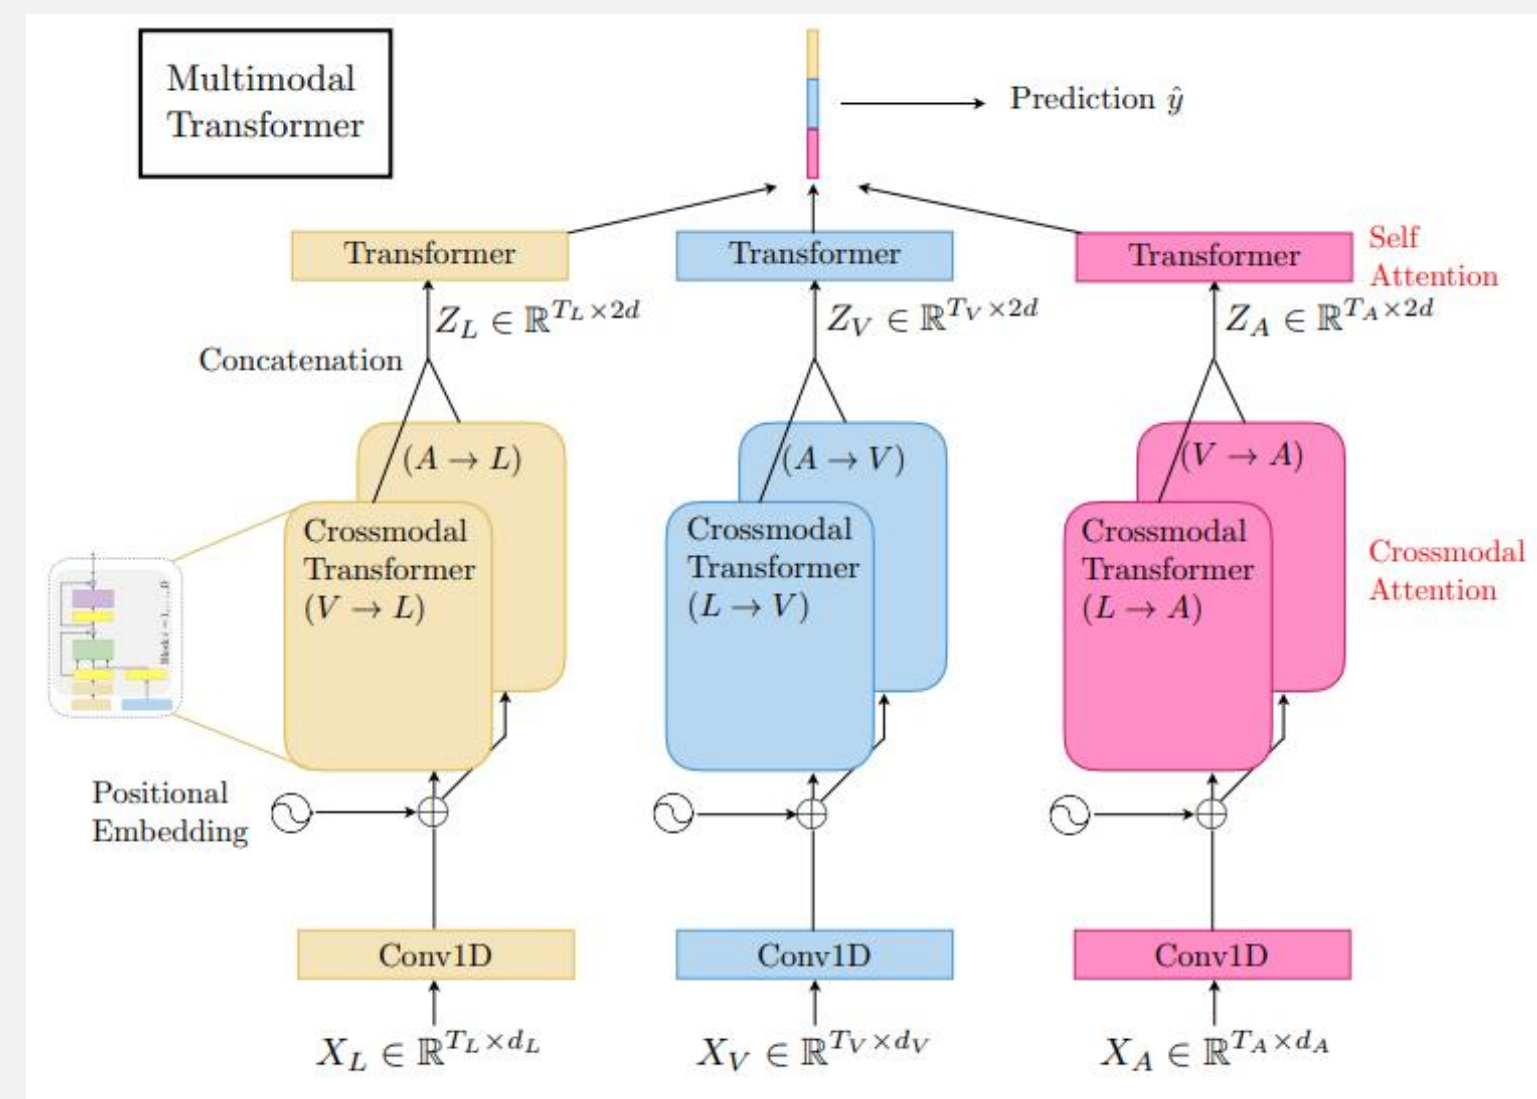 Multimodal
Transformer
Prediction ŷ
Transformer
Transformer
Transformer
Self
Attention
Z_L ∈ ℝ^{T_L×2d}
Z_V ∈ ℝ^{T_V×2d}
Z_A ∈ ℝ^{T_A×2d}
Concatenation
(A → L)
(A → V)
(V → A)
Crossmodal
Transformer
(V → L)
Crossmodal
Transformer
(L → V)
Crossmodal
Transformer
(L → A)
Crossmodal
Attention
Positional
Embedding
Conv1D
Conv1D
Conv1D
X_L ∈ ℝ^{T_L×d_L}
X_V ∈ ℝ^{T_V×d_V}
X_A ∈ ℝ^{T_A×d_A}